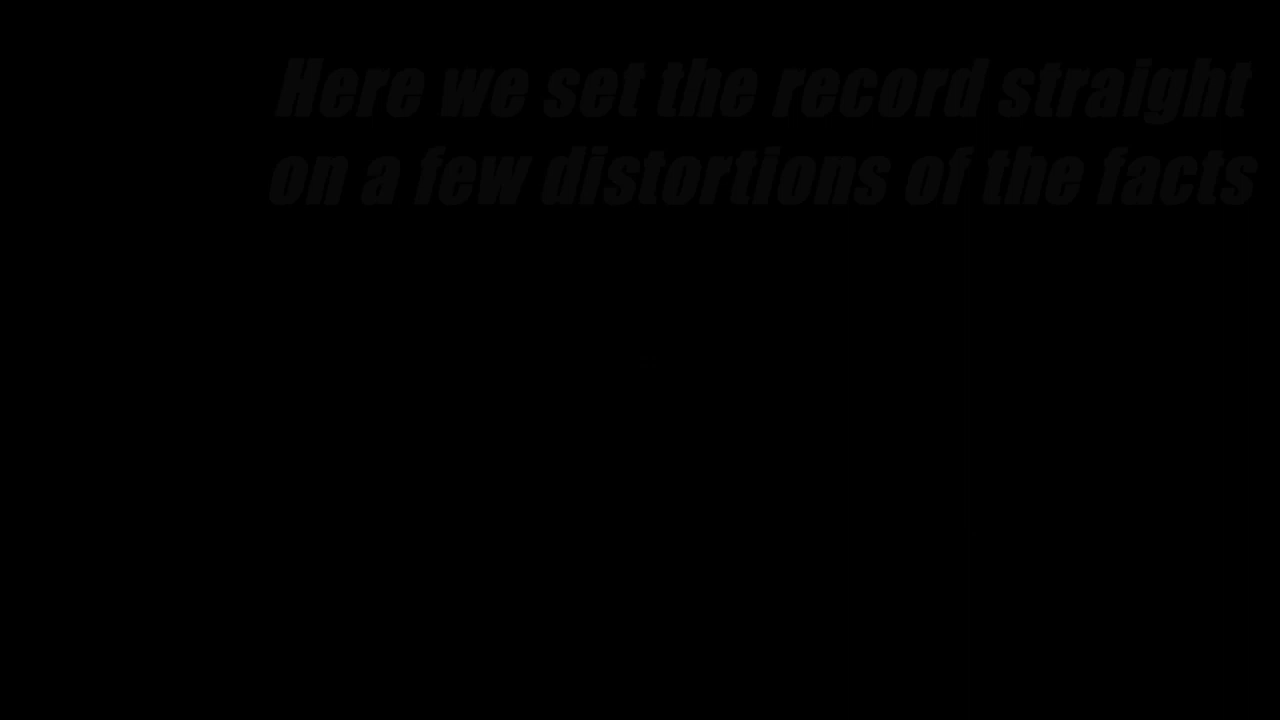 Here we set the record straight
on a few distortions of the facts